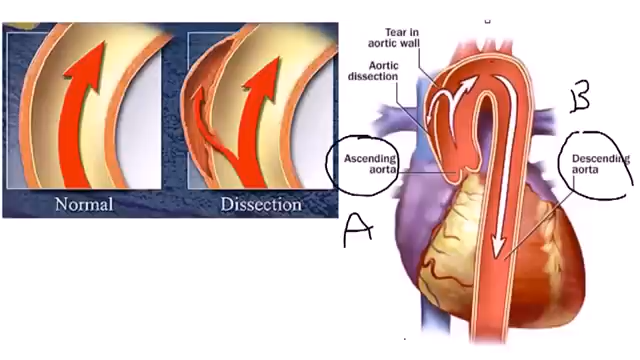 Normal
Dissection
Tear in
aortic wall
Aortic
dissection
Ascending
aorta
A
B
Descending
aorta